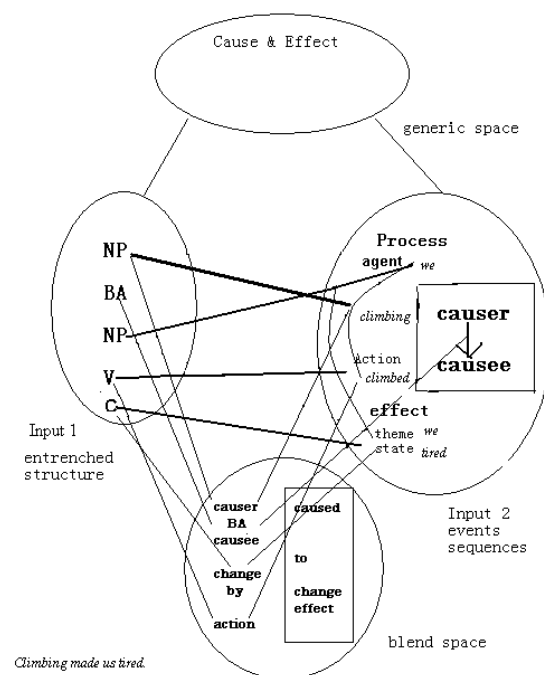 Cause & Effect
generic space
NP
BA
NP
V
C
Input 1
entrenched
structure
Process
agent we
climbing
Action
climbed
effect
theme we
state tired
causer
causee
Input 2
events
sequences
causer
BA
causee
change
by
action
caused
to
change
effect
blend space
Climbing made us tired.